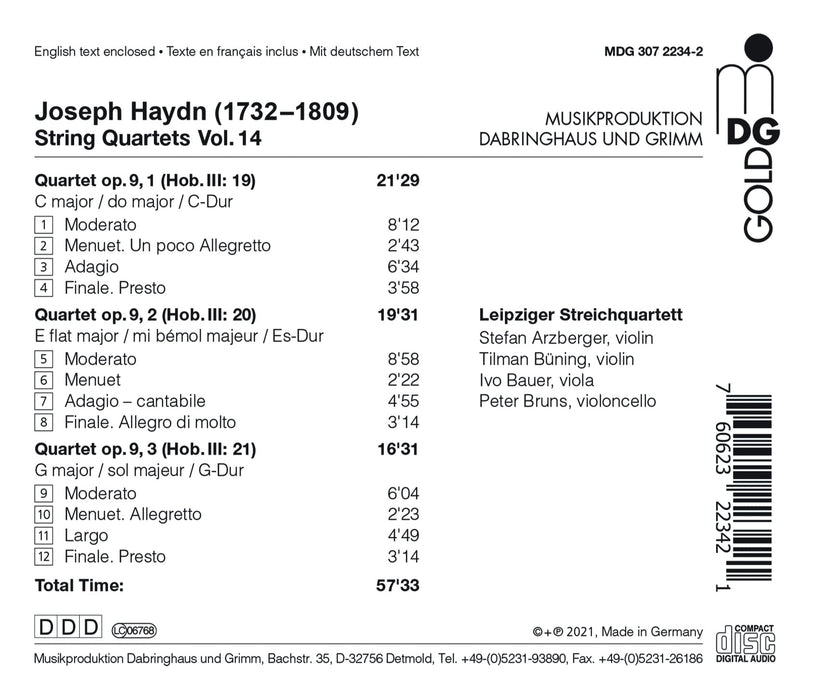 English text enclosed • Texte en français inclus • Mit deutschem Text
MDG 307 2234-2
Joseph Haydn (1732–1809)
String Quartets Vol. 14
MUSIKPRODUKTION
DABRINGHAUS UND GRIMM
mDG
GOLD
Quartet op. 9, 1 (Hob. III: 19) 21'29
C major / do major / C-Dur
1 Moderato 8'12
2 Menuet. Un poco Allegretto 2'43
3 Adagio 6'34
4 Finale. Presto 3'58
Quartet op. 9, 2 (Hob. III: 20) 19'31
E flat major / mi bémol majeur / Es-Dur
5 Moderato 8'58
6 Menuet 2'22
7 Adagio – cantabile 4'55
8 Finale. Allegro di molto 3'14
Quartet op. 9, 3 (Hob. III: 21) 16'31
G major / sol majeur / G-Dur
9 Moderato 6'04
10 Menuet. Allegretto 2'23
11 Largo 4'49
12 Finale. Presto 3'14
Total Time: 57'33
Leipziger Streichquartett
Stefan Arzberger, violin
Tilman Büning, violin
Ivo Bauer, viola
Peter Bruns, violoncello
7 60623 22342 1
D D D
LC 06768
©+℗ 2021, Made in Germany
Musikproduktion Dabringhaus und Grimm, Bachstr. 35, D-32756 Detmold, Tel. +49-(0)5231-93890, Fax. +49-(0)5231-26186
COMPACT
disc
DIGITAL AUDIO